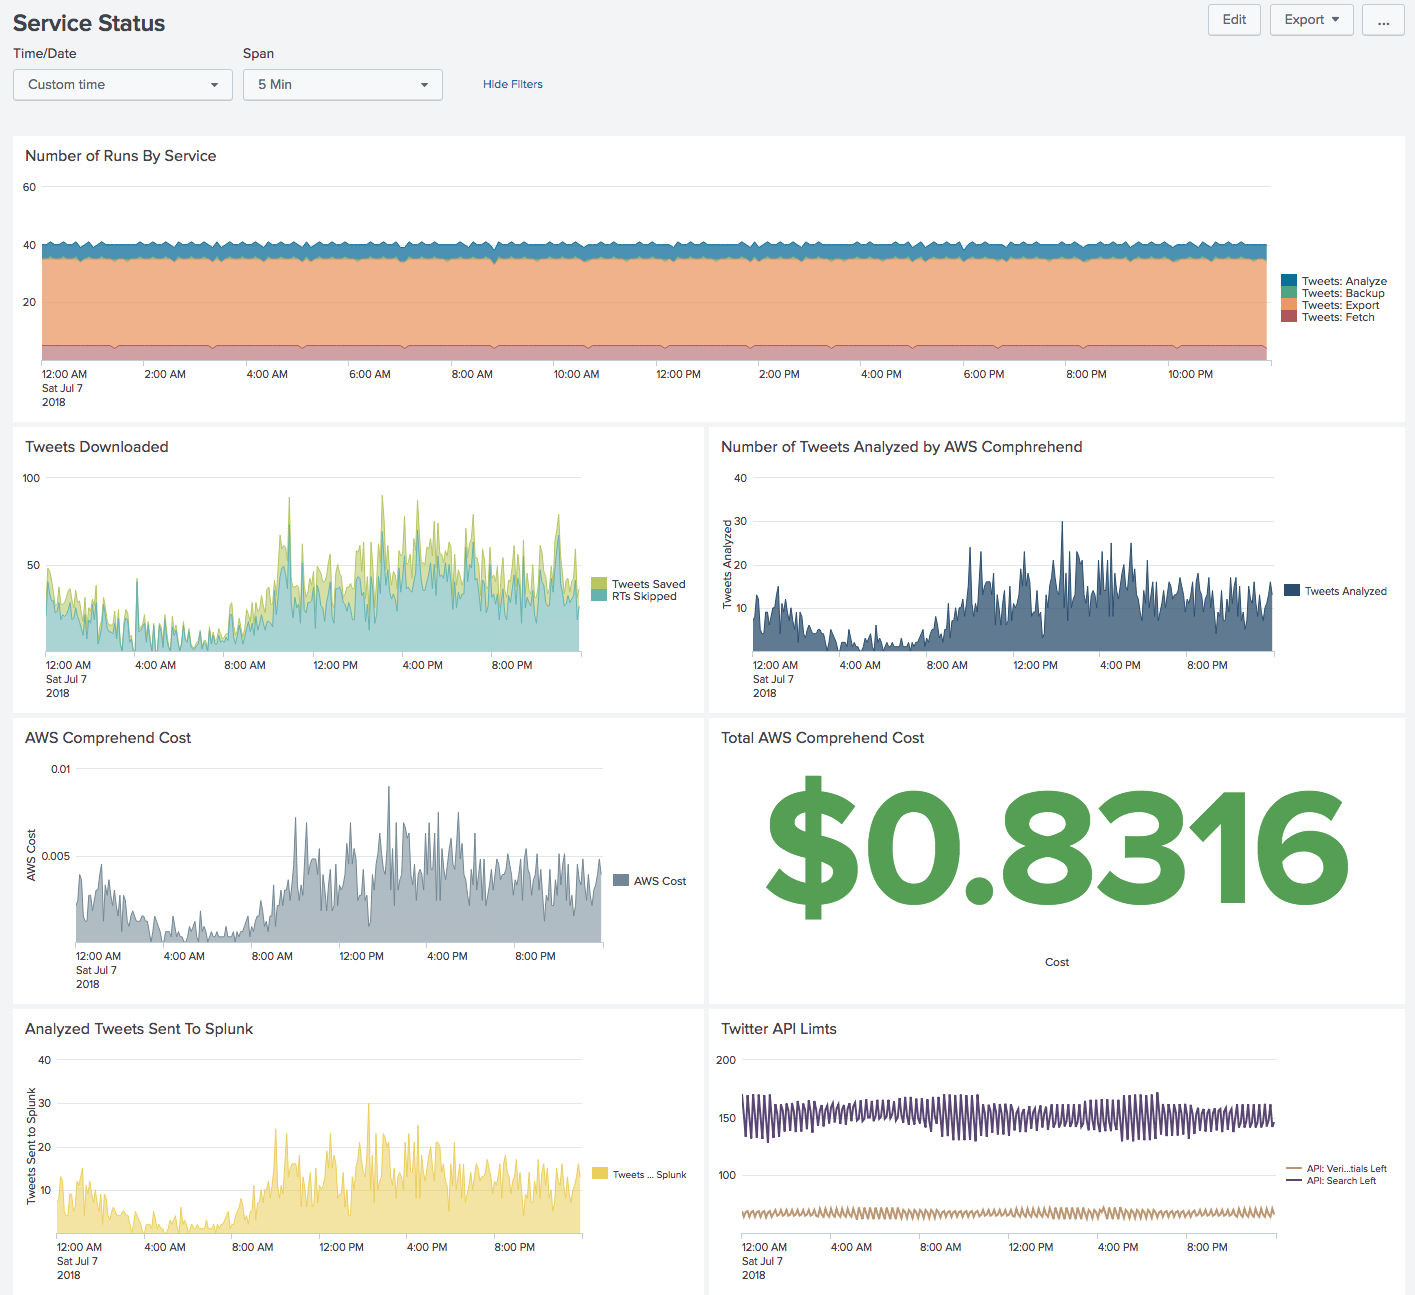 Service Status
Edit
Export
...
Time/Date
Span
Custom time
5 Min
Hide Filters
Number of Runs By Service
60
40
20
12:00 AM
Sat Jul 7
2018
2:00 AM
4:00 AM
6:00 AM
8:00 AM
10:00 AM
12:00 PM
2:00 PM
4:00 PM
6:00 PM
8:00 PM
10:00 PM
Tweets: Analyze
Tweets: Backup
Tweets: Export
Tweets: Fetch
Tweets Downloaded
100
50
12:00 AM
Sat Jul 7
2018
4:00 AM
8:00 AM
12:00 PM
4:00 PM
8:00 PM
Tweets Saved
RTs Skipped
Number of Tweets Analyzed by AWS Comphrehend
Tweets Analyzed
40
30
20
10
12:00 AM
Sat Jul 7
2018
4:00 AM
8:00 AM
12:00 PM
4:00 PM
8:00 PM
Tweets Analyzed
AWS Comprehend Cost
AWS Cost
0.01
0.005
12:00 AM
Sat Jul 7
2018
4:00 AM
8:00 AM
12:00 PM
4:00 PM
8:00 PM
AWS Cost
Total AWS Comprehend Cost
$0.8316
Cost
Analyzed Tweets Sent To Splunk
Tweets Sent to Splunk
40
30
20
10
12:00 AM
Sat Jul 7
2018
4:00 AM
8:00 AM
12:00 PM
4:00 PM
8:00 PM
Tweets ... Splunk
Twitter API Limts
200
150
100
12:00 AM
Sat Jul 7
2018
4:00 AM
8:00 AM
12:00 PM
4:00 PM
8:00 PM
API: Veri...tials Left
API: Search Left